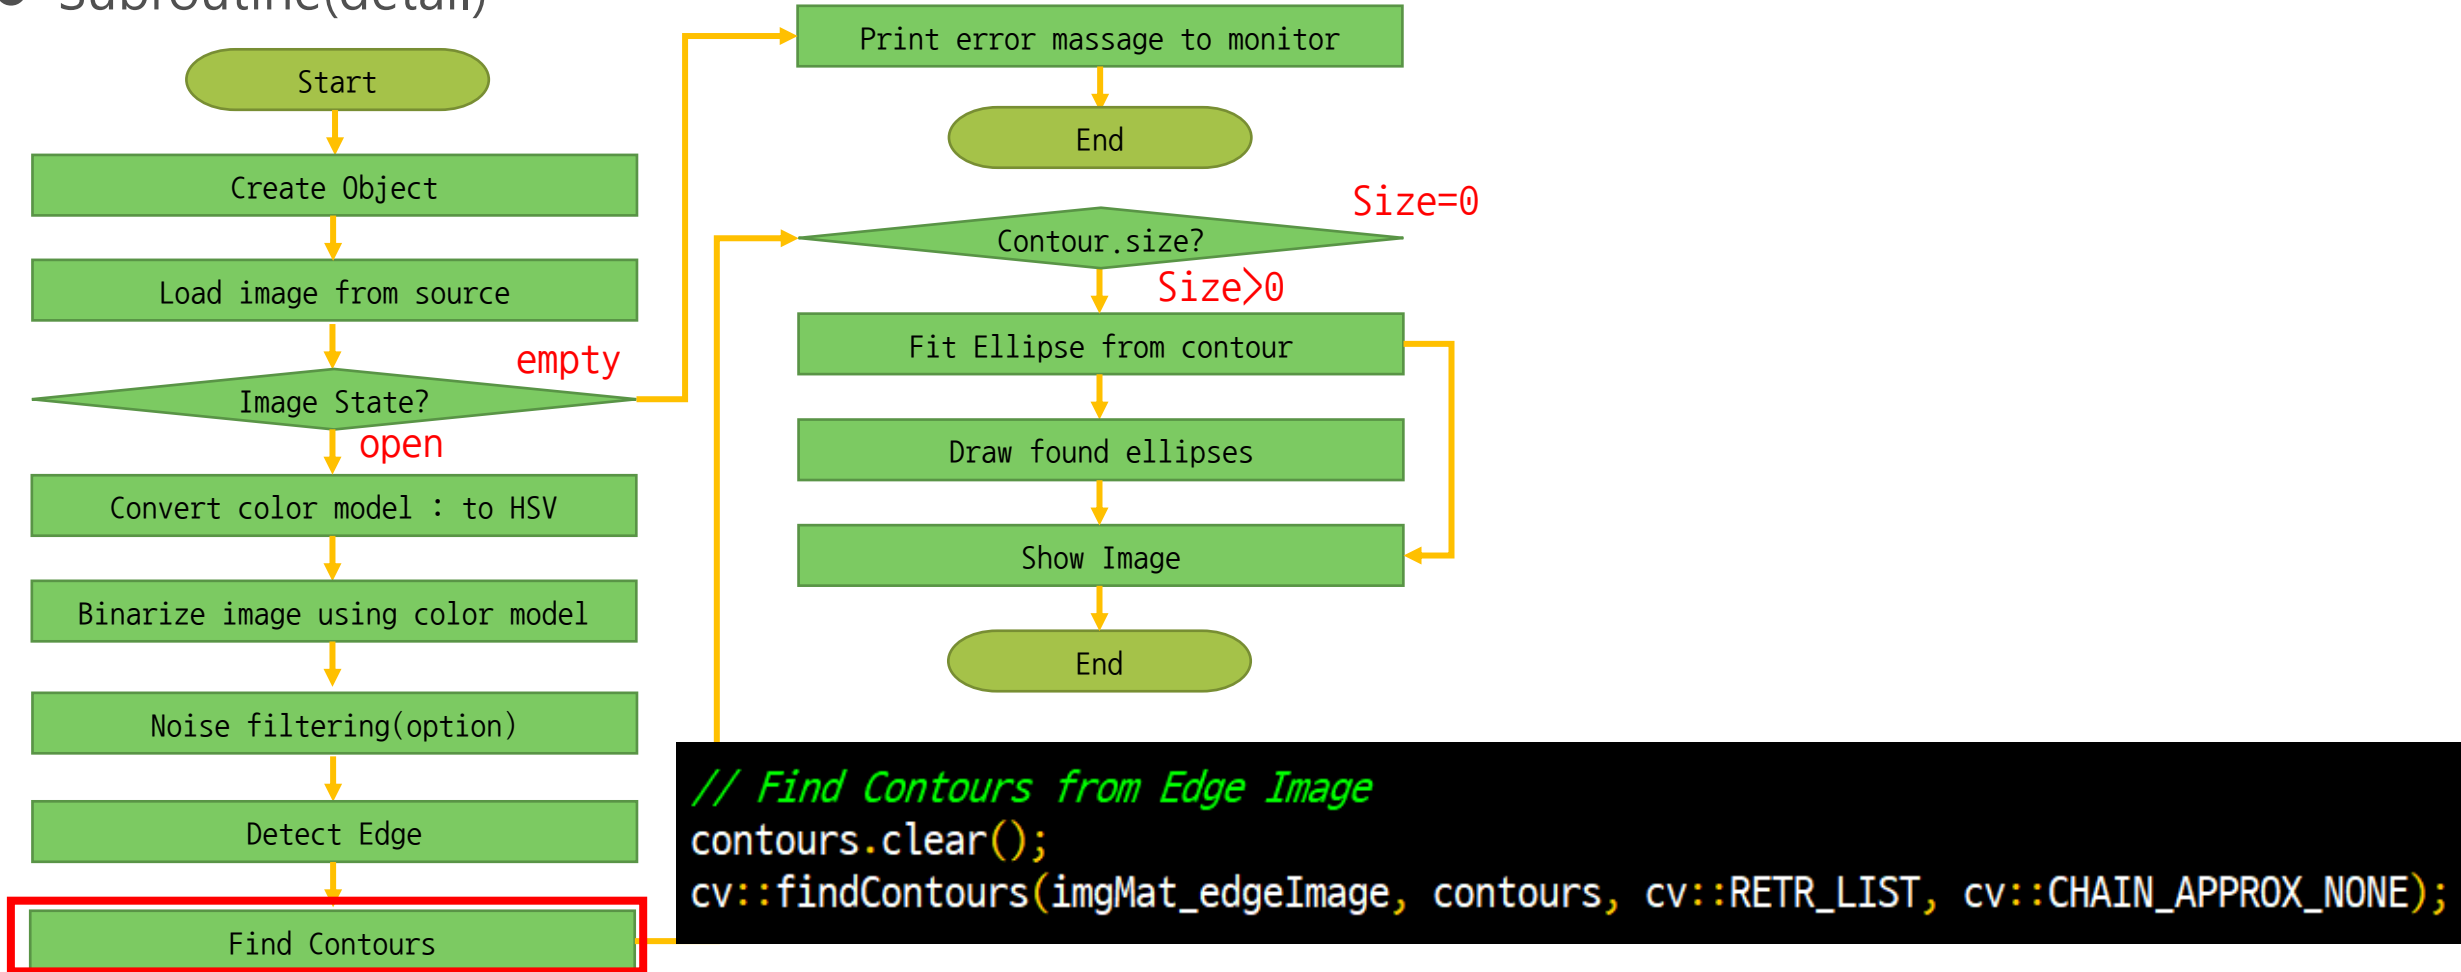 Subroutine(detail)
Start
Create Object
Load image from source
Image State?
empty
open
Convert color model : to HSV
Binarize image using color model
Noise filtering(option)
Detect Edge
Find Contours
Print error massage to monitor
End
Contour.size?
Size=0
Size>0
Fit Ellipse from contour
Draw found ellipses
Show Image
End
// Find Contours from Edge Image
contours.clear();
cv::findContours(imgMat_edgeImage, contours, cv::RETR_LIST, cv::CHAIN_APPROX_NONE);